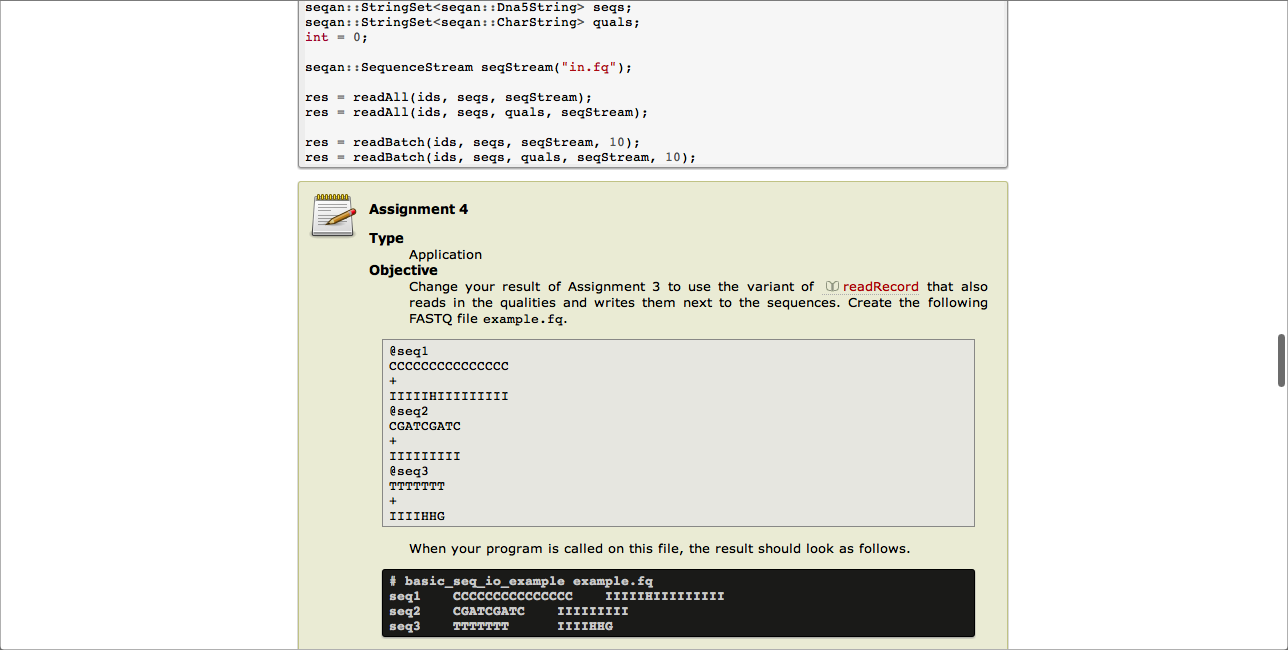 seqan::StringSet<seqan::Dna5String> seqs;
seqan::StringSet<seqan::CharString> quals;
int = 0;
seqan::SequenceStream seqStream("in.fq");
res = readAll(ids, seqs, seqStream);
res = readAll(ids, seqs, quals, seqStream);
res = readBatch(ids, seqs, seqStream, 10);
res = readBatch(ids, seqs, quals, seqStream, 10);
Assignment 4
Type
Application
Objective
Change your result of Assignment 3 to use the variant of readRecord that also
reads in the qualities and writes them next to the sequences. Create the following
FASTQ file example.fq.
@seq1
CCCCCCCCCCCCCCC
+
IIIIIHIIIIIIIII
@seq2
CGATCGATC
+
IIIIIIIII
@seq3
TTTTTTT
+
IIIIHHG
When your program is called on this file, the result should look as follows.
# basic_seq_io_example example.fq
seq1    CCCCCCCCCCCCCCC    IIIIIHIIIIIIIII
seq2    CGATCGATC    IIIIIIIII
seq3    TTTTTTT      IIIIHHG